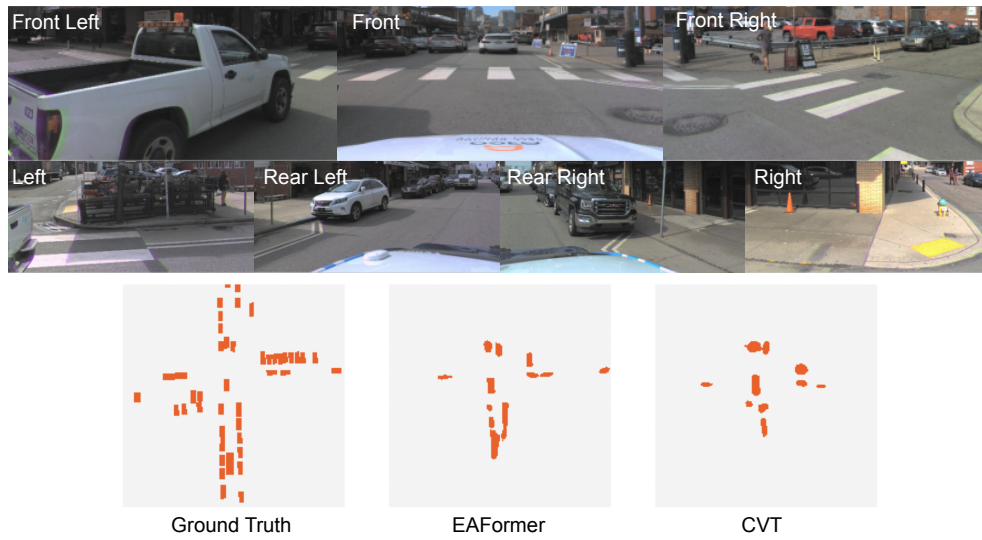 Front Left
Front
Front Right
Left
Rear Left
Rear Right
Right
Ground Truth
EAFormer
CVT